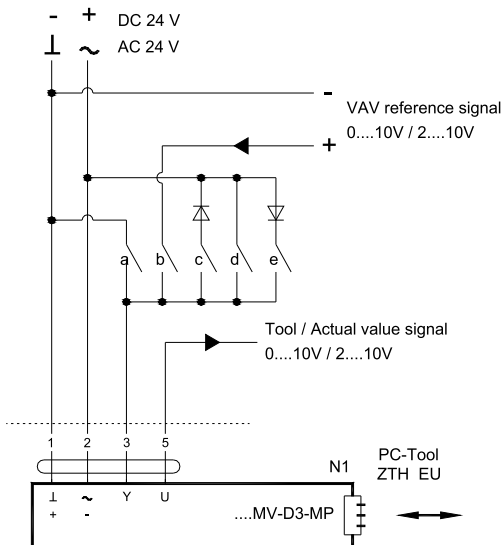 - + DC 24 V
⊥ ~ AC 24 V
-
VAV reference signal
0....10V / 2....10V
+
a b c d e
Tool / Actual value signal
0....10V / 2....10V
1 2 3 5
N1
PC-Tool
ZTH EU
⊥ ~ Y U
+ -
....MV-D3-MP